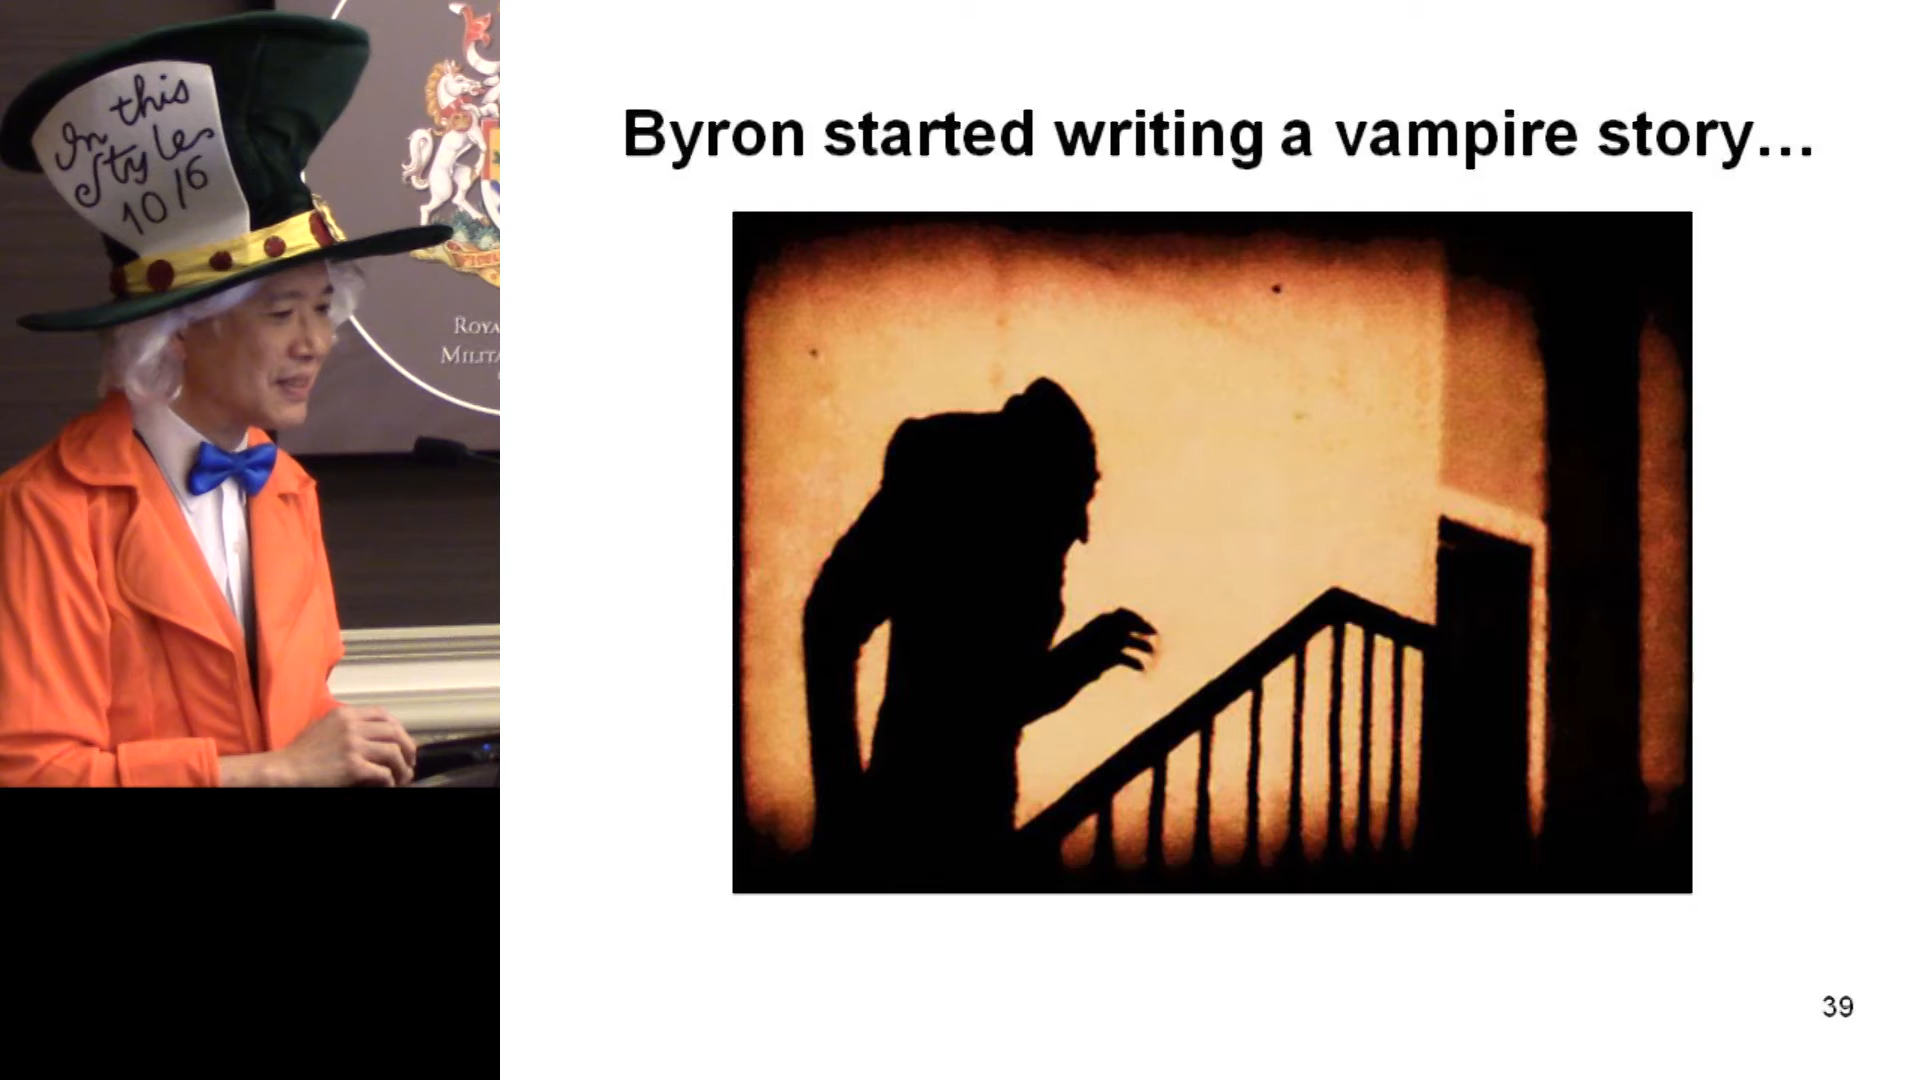 In this
Style
10/6
Byron started writing a vampire story…
39